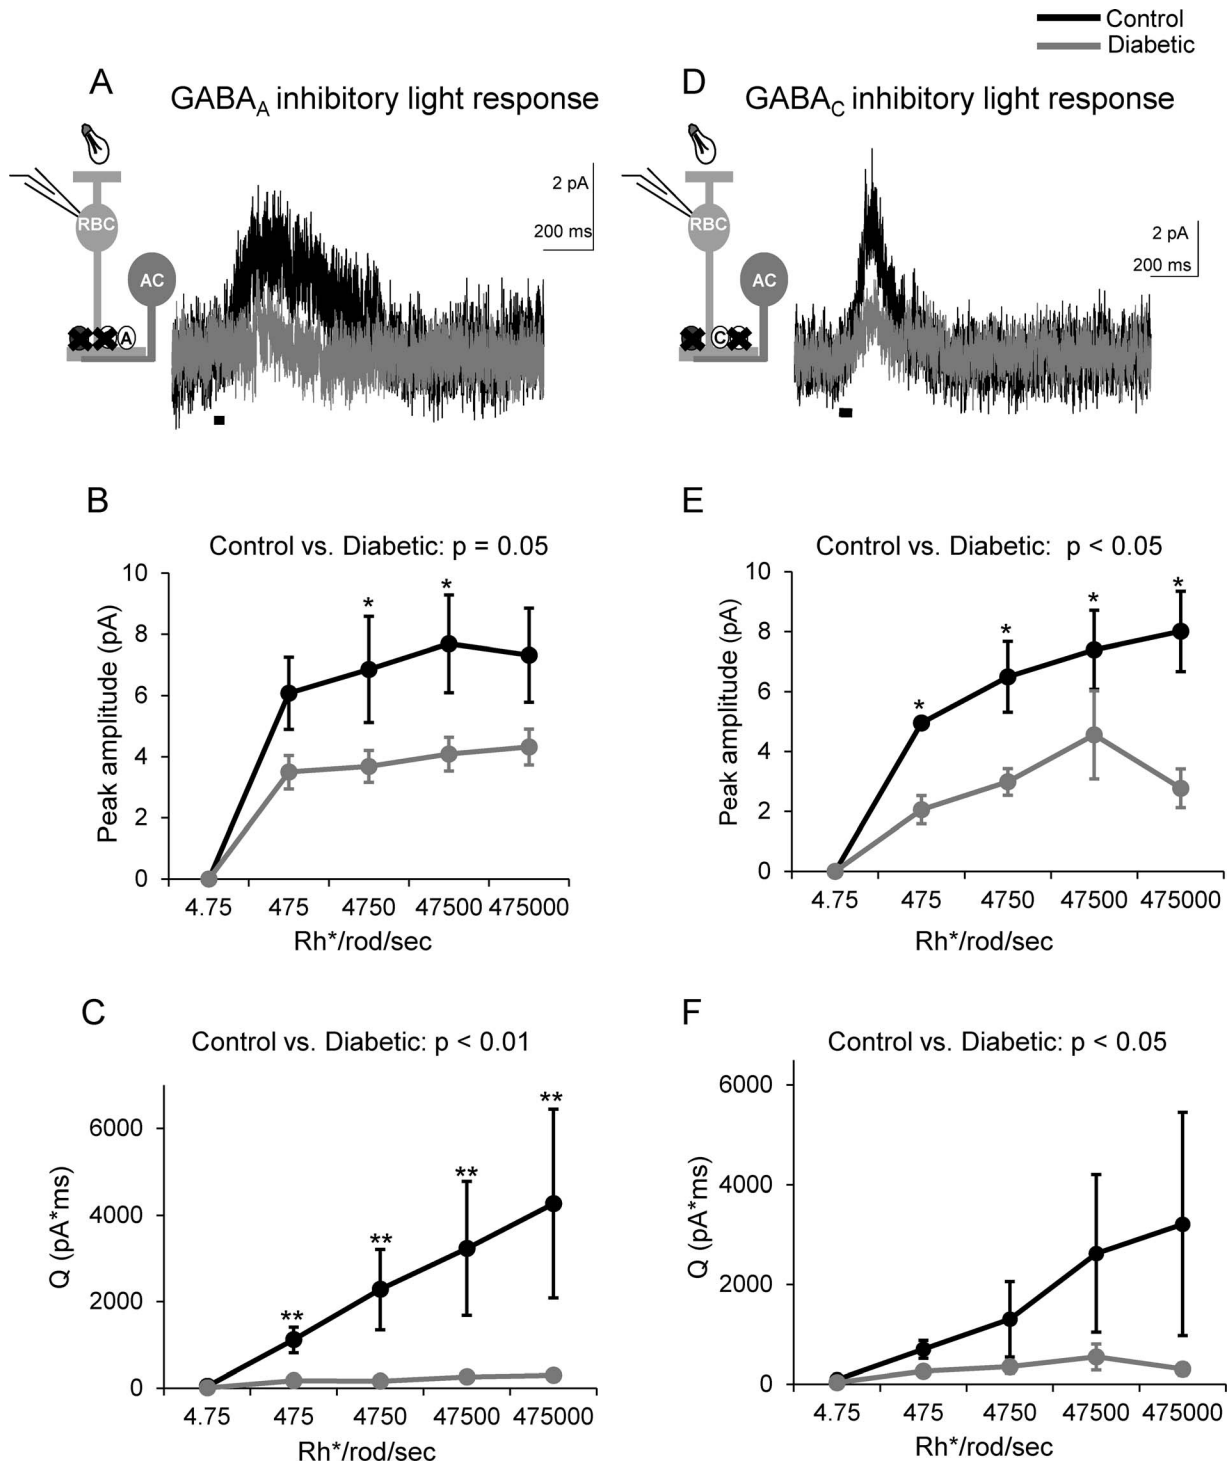 Control
Diabetic
A
GABAA inhibitory light response
RBC
AC
A
2 pA
200 ms
D
GABAC inhibitory light response
RBC
AC
C
2 pA
200 ms
B
Control vs. Diabetic: p = 0.05
Peak amplitude (pA)
10
8
6
4
2
0
* *
4.75 475 4750 47500 475000
Rh*/rod/sec
E
Control vs. Diabetic: p < 0.05
Peak amplitude (pA)
10
8
6
4
2
0
* * * *
4.75 475 4750 47500 475000
Rh*/rod/sec
C
Control vs. Diabetic: p < 0.01
Q (pA*ms)
6000
4000
2000
0
** ** ** **
4.75 475 4750 47500 475000
Rh*/rod/sec
F
Control vs. Diabetic: p < 0.05
Q (pA*ms)
6000
4000
2000
0
4.75 475 4750 47500 475000
Rh*/rod/sec